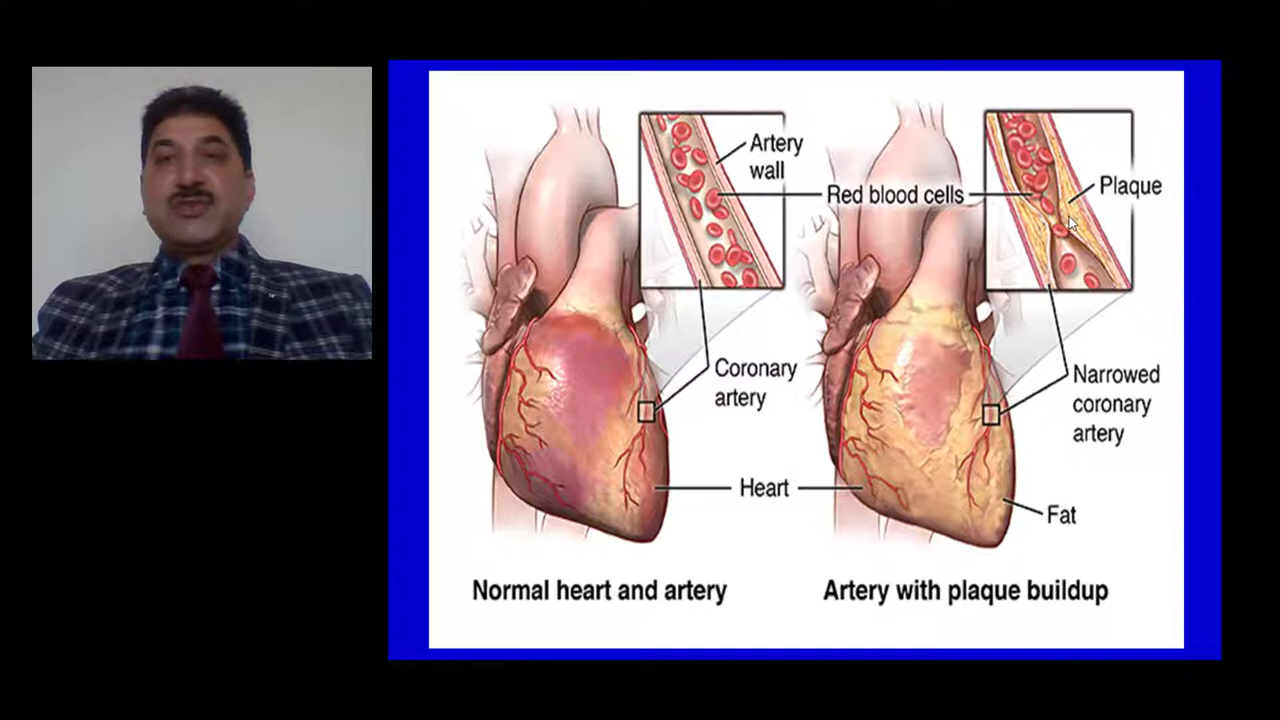 Artery
wall
Red blood cells
Plaque
Coronary
artery
Narrowed
coronary
artery
Heart
Fat
Normal heart and artery
Artery with plaque buildup